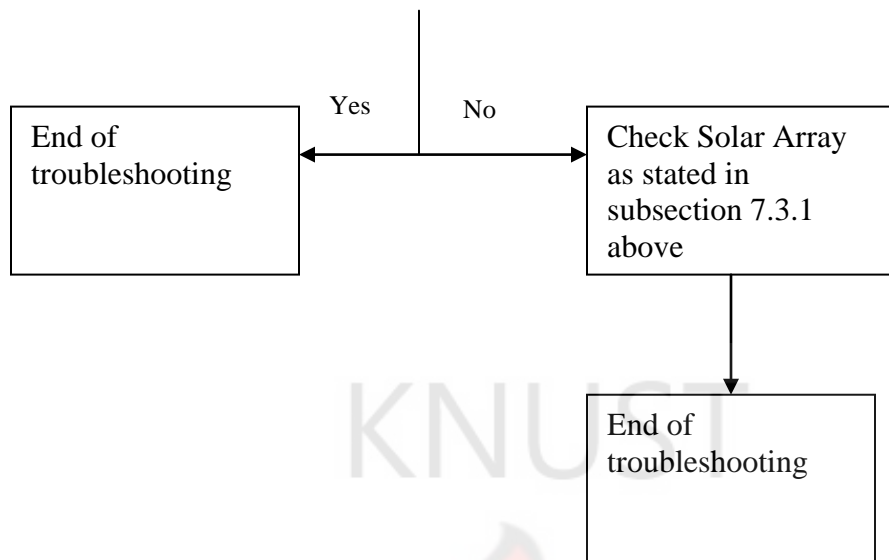 Yes
No
End of
troubleshooting
Check Solar Array
as stated in
subsection 7.3.1
above
KNUST
End of
troubleshooting